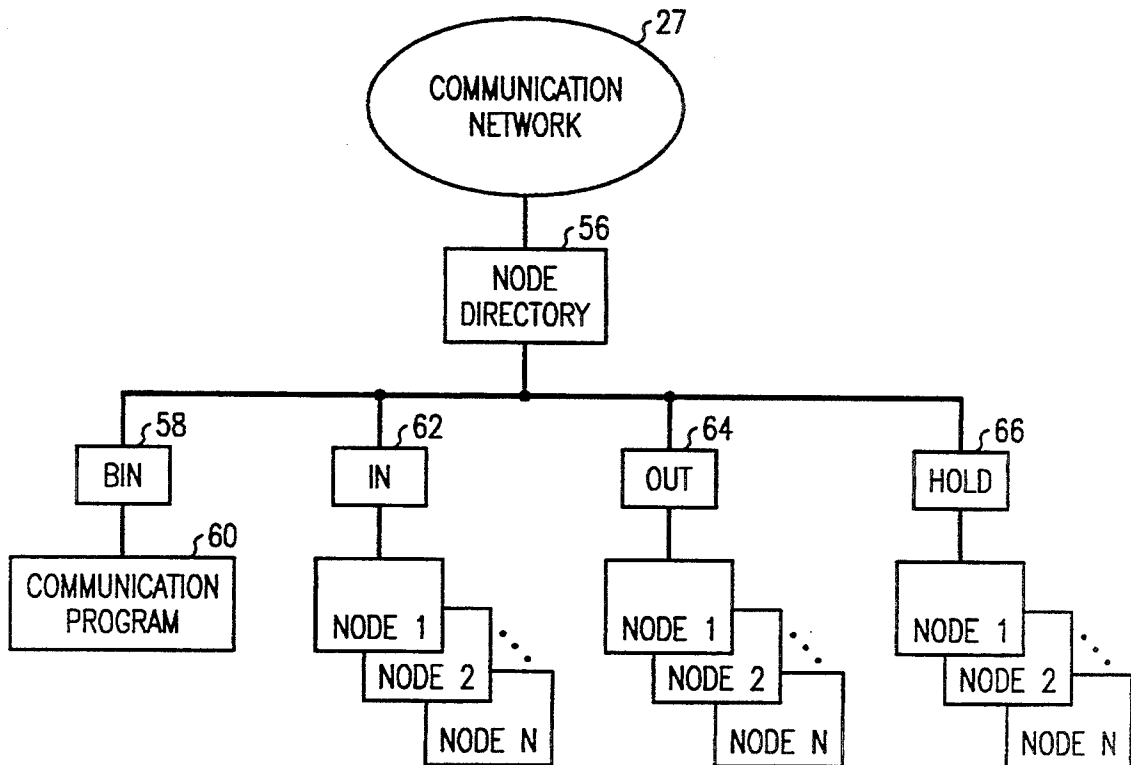 27
COMMUNICATION
NETWORK
56
NODE
DIRECTORY
58
BIN
62
IN
64
OUT
66
HOLD
60
COMMUNICATION
PROGRAM
NODE 1
NODE 2
NODE N
NODE 1
NODE 2
NODE N
NODE 1
NODE 2
NODE N